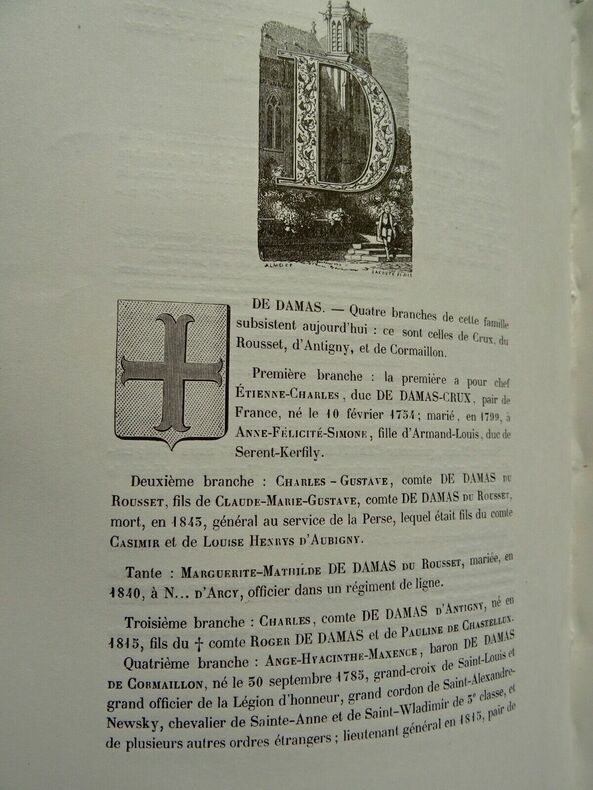 D
DE DAMAS. — Quatre branches de cette famille
subsistent aujourd'hui : ce sont celles de Crux, du
Rousset, d'Antigny, et de Cormaillon.
Première branche : la première a pour chef
ÉTIENNE-CHARLES, duc DE DAMAS-CRUX, pair de
France, né le 10 février 1754; marié, en 1799, à
ANNE-FÉLICITÉ-SIMONE, fille d'Armand-Louis, duc de
Serent-Kerfily.
Deuxième branche : CHARLES-GUSTAVE, comte DE DAMAS DU
ROUSSET, fils de CLAUDE-MARIE-GUSTAVE, comte DE DAMAS DU ROUSSET,
mort, en 1843, général au service de la Perse, lequel était fils du comte
CASIMIR et de LOUISE HENRYS D'AUBIGNY.
Tante : MARGUERITE-MATHILDE DE DAMAS DU ROUSSET, mariée, en
1840, à N... D'ARCY, officier dans un régiment de ligne.
Troisième branche : CHARLES, comte DE DAMAS D'ANTIGNY, né en
1815, fils du † comte ROGER DE DAMAS et de PAULINE DE CHASTELLUX.
Quatrième branche : ANGE-HYACINTHE-MAXENCE, baron DE DAMAS
DE CORMAILLON, né le 30 septembre 1785, grand-croix de Saint-Louis et
grand officier de la Légion d'honneur, grand cordon de Saint-Alexandre-
Newsky, chevalier de Sainte-Anne et de Saint-Wladimir de 3e classe, et
de plusieurs autres ordres étrangers; lieutenant général en 1815, pair de